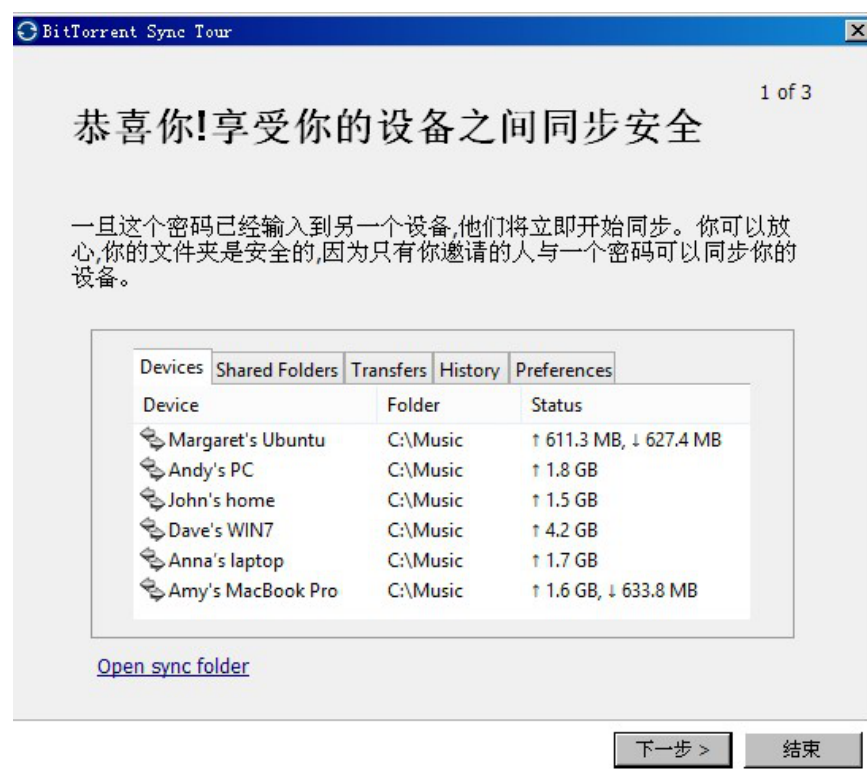 BitTorrent Sync Tour
1 of 3
恭喜你!享受你的设备之间同步安全
一旦这个密码已经输入到另一个设备,他们将立即开始同步。你可以放
心,你的文件夹是安全的,因为只有你邀请的人与一个密码可以同步你的
设备。
Devices Shared Folders Transfers History Preferences
Device Folder Status
Margaret's Ubuntu C:\Music ↑ 611.3 MB, ↓ 627.4 MB
Andy's PC C:\Music ↑ 1.8 GB
John's home C:\Music ↑ 1.5 GB
Dave's WIN7 C:\Music ↑ 4.2 GB
Anna's laptop C:\Music ↑ 1.7 GB
Amy's MacBook Pro C:\Music ↑ 1.6 GB, ↓ 633.8 MB
Open sync folder
下一步 > 结束